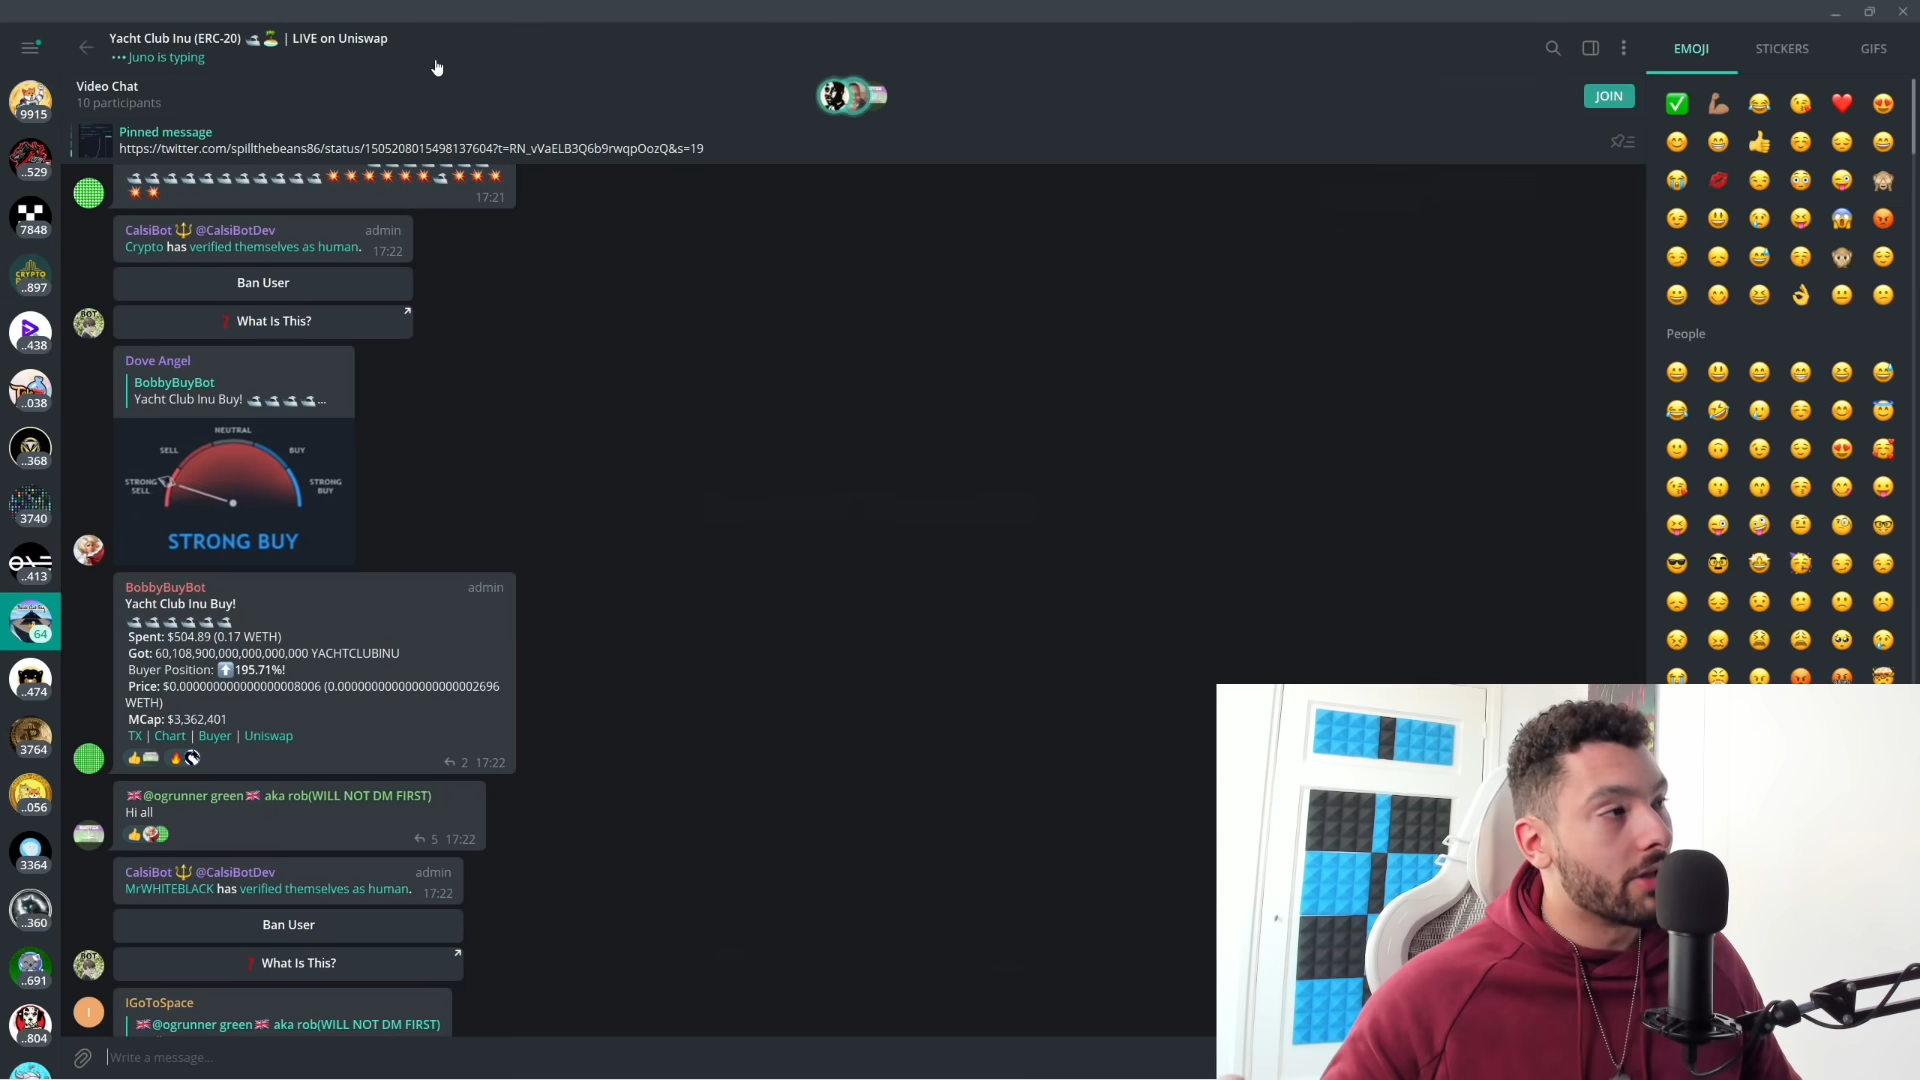 Yacht Club Inu (ERC-20) 🛥️🏝️ | LIVE on Uniswap
Juno is typing
EMOJI
STICKERS
GIFS
Video Chat
10 participants
JOIN
Pinned message
https://twitter.com/spillthebeans86/status/1505208015498137604?t=RN_vVaELB3Q6b9rwqpOozQ&s=19
17:21
CalsiBot 🔱 @CalsiBotDev
admin
Crypto has verified themselves as human.
17:22
Ban User
❓ What Is This?
Dove Angel
BobbyBuyBot
Yacht Club Inu Buy! 🛥️🛥️🛥️🛥️...
NEUTRAL
SELL
BUY
STRONG SELL
STRONG BUY
STRONG BUY
BobbyBuyBot
admin
Yacht Club Inu Buy!
🛥️🛥️🛥️🛥️🛥️🛥️
Spent: $504.89 (0.17 WETH)
Got: 60,108,900,000,000,000,000 YACHTCLUBINU
Buyer Position: ⬆️195.71%!
Price: $0.000000000000000008006 (0.000000000000000000002696
WETH)
MCap: $3,362,401
TX | Chart | Buyer | Uniswap
2 17:22
🇬🇧@ogrunner green🇬🇧 aka rob(WILL NOT DM FIRST)
Hi all
5 17:22
CalsiBot 🔱 @CalsiBotDev
admin
MrWHITEBLACK has verified themselves as human.
17:22
Ban User
❓ What Is This?
I
IGoToSpace
🇬🇧@ogrunner green🇬🇧 aka rob(WILL NOT DM FIRST)
Write a message...
People
9915
..529
7848
CRYPTO
..897
..438
..038
..368
3740
..413
64
..474
3764
..056
3364
..360
..691
..804
BOT
BOT